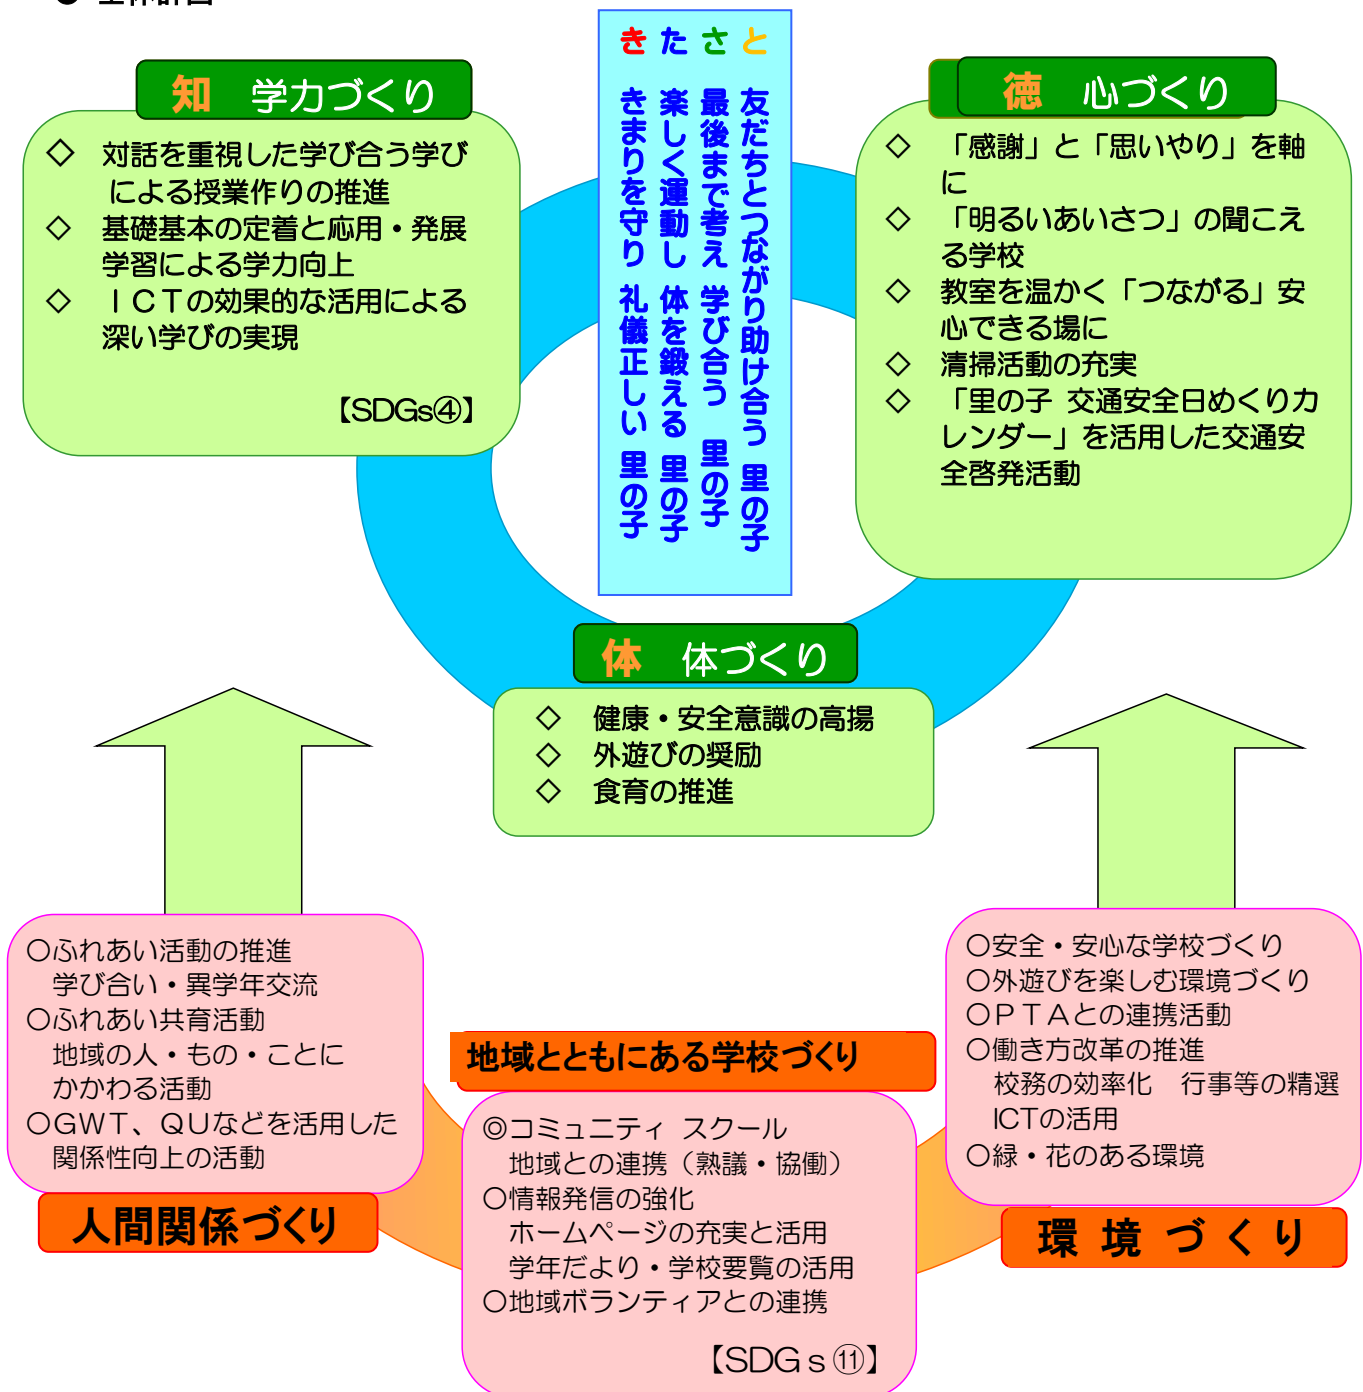 き た さ と
友だちとつながり助け合う 里の子
最後まで考え 学び合う 里の子
楽しく運動し 体を鍛える 里の子
きまりを守り 礼儀正しい 里の子
知 学力づくり
◇ 対話を重視した学び合う学び
による授業作りの推進
◇ 基礎基本の定着と応用・発展
学習による学力向上
◇ ICTの効果的な活用による
深い学びの実現
【SDGs④】
徳 心づくり
◇ 「感謝」と「思いやり」を軸
に
◇ 「明るいあいさつ」の聞こえ
る学校
◇ 教室を温かく「つながる」安
心できる場に
◇ 清掃活動の充実
◇ 「里の子 交通安全日めくりカ
レンダー」を活用した交通安
全啓発活動
体 体づくり
◇ 健康・安全意識の高揚
◇ 外遊びの奨励
◇ 食育の推進
〇ふれあい活動の推進
学び合い・異学年交流
〇ふれあい共育活動
地域の人・もの・ことに
かかわる活動
〇GWT、QUなどを活用した
関係性向上の活動
人間関係づくり
地域とともにある学校づくり
◎コミュニティ スクール
地域との連携（熟議・協働）
〇情報発信の強化
ホームページの充実と活用
学年だより・学校要覧の活用
〇地域ボランティアとの連携
【SDGｓ⑪】
〇安全・安心な学校づくり
〇外遊びを楽しむ環境づくり
〇PTAとの連携活動
〇働き方改革の推進
校務の効率化 行事等の精選
ICTの活用
〇緑・花のある環境
環 境 づ く り